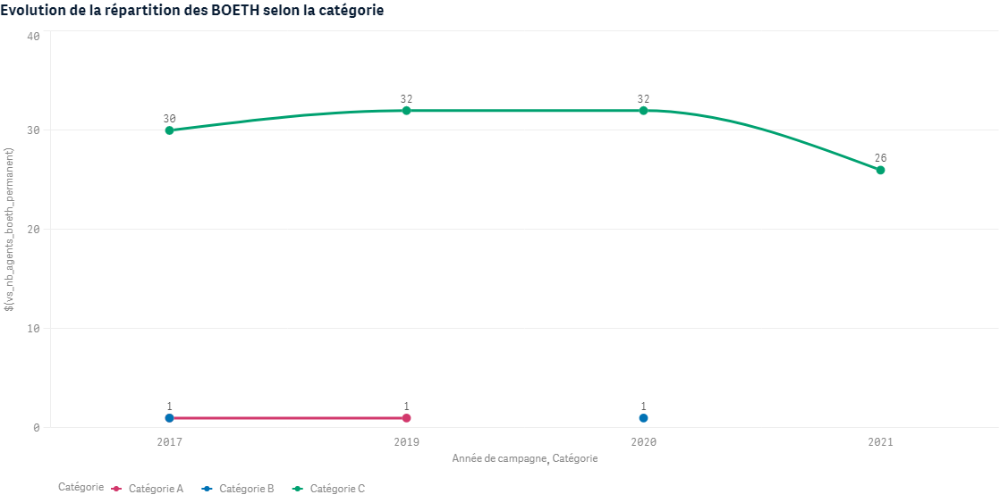 Evolution de la répartition des BOETH selon la catégorie
40
30
20
10
0
$(vs_nb_agents_boeth_permanent)
30
32
32
26
1
1
1
2017
2019
2020
2021
Année de campagne, Catégorie
Catégorie
Catégorie A
Catégorie B
Catégorie C